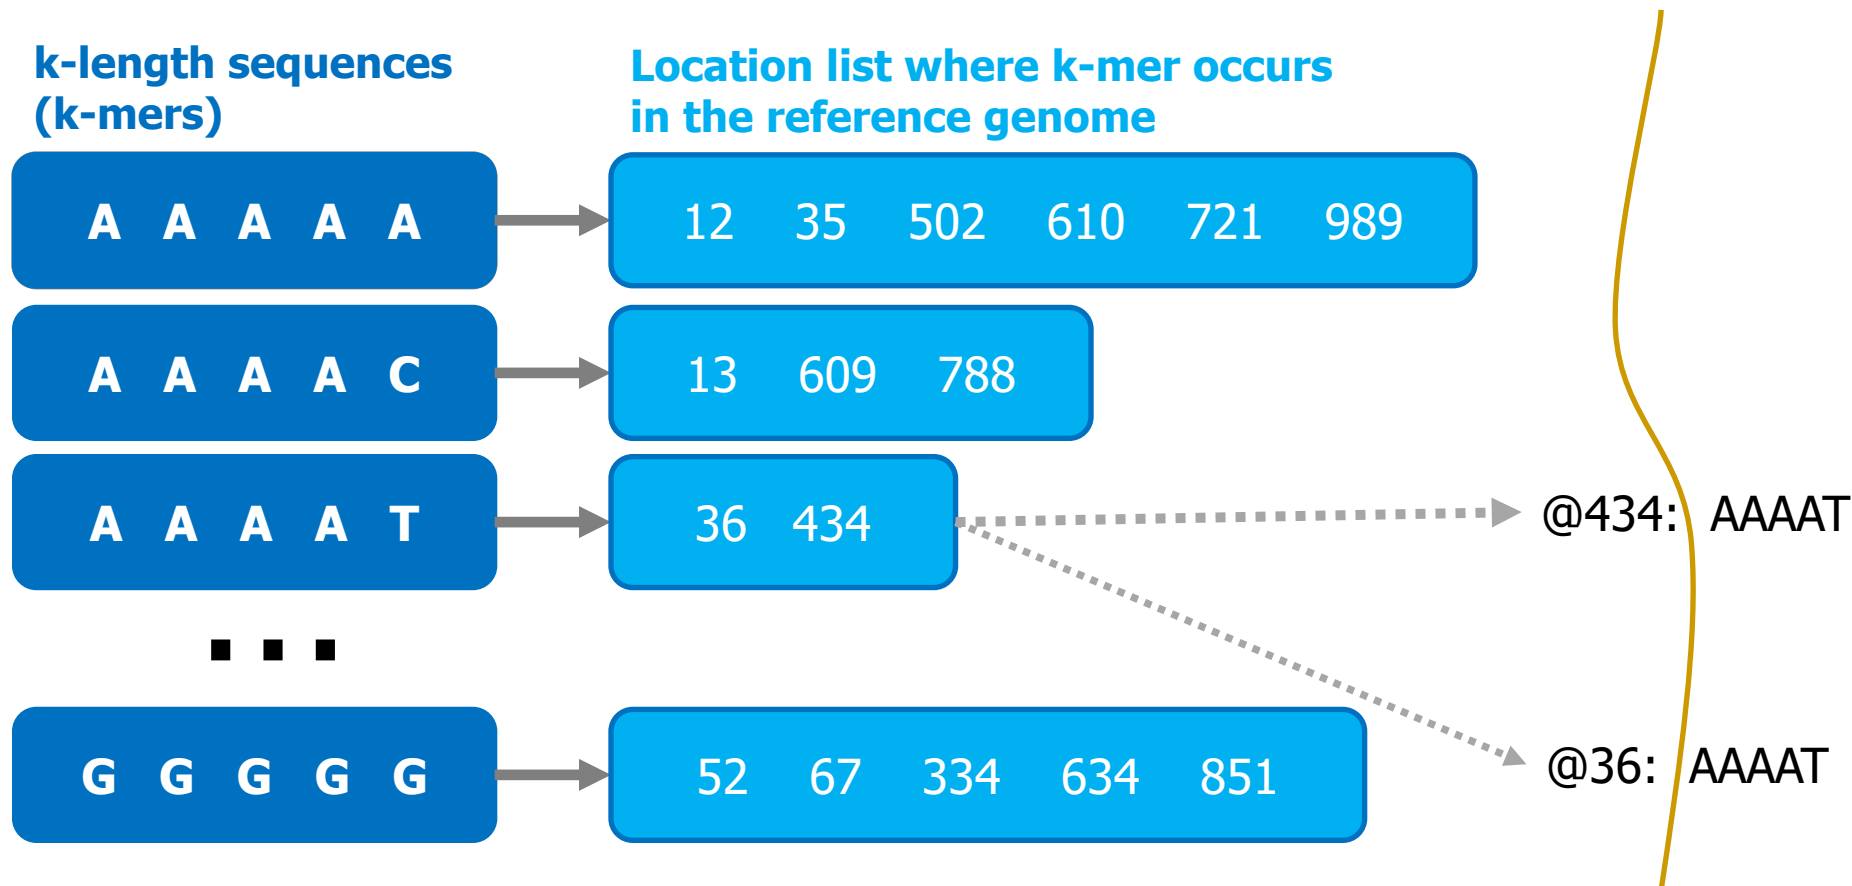 k-length sequences
(k-mers)
Location list where k-mer occurs
in the reference genome
A A A A A
12 35 502 610 721 989
A A A A C
13 609 788
A A A A T
36 434
@434: AAAAT
G G G G G
52 67 334 634 851
@36: AAAAT